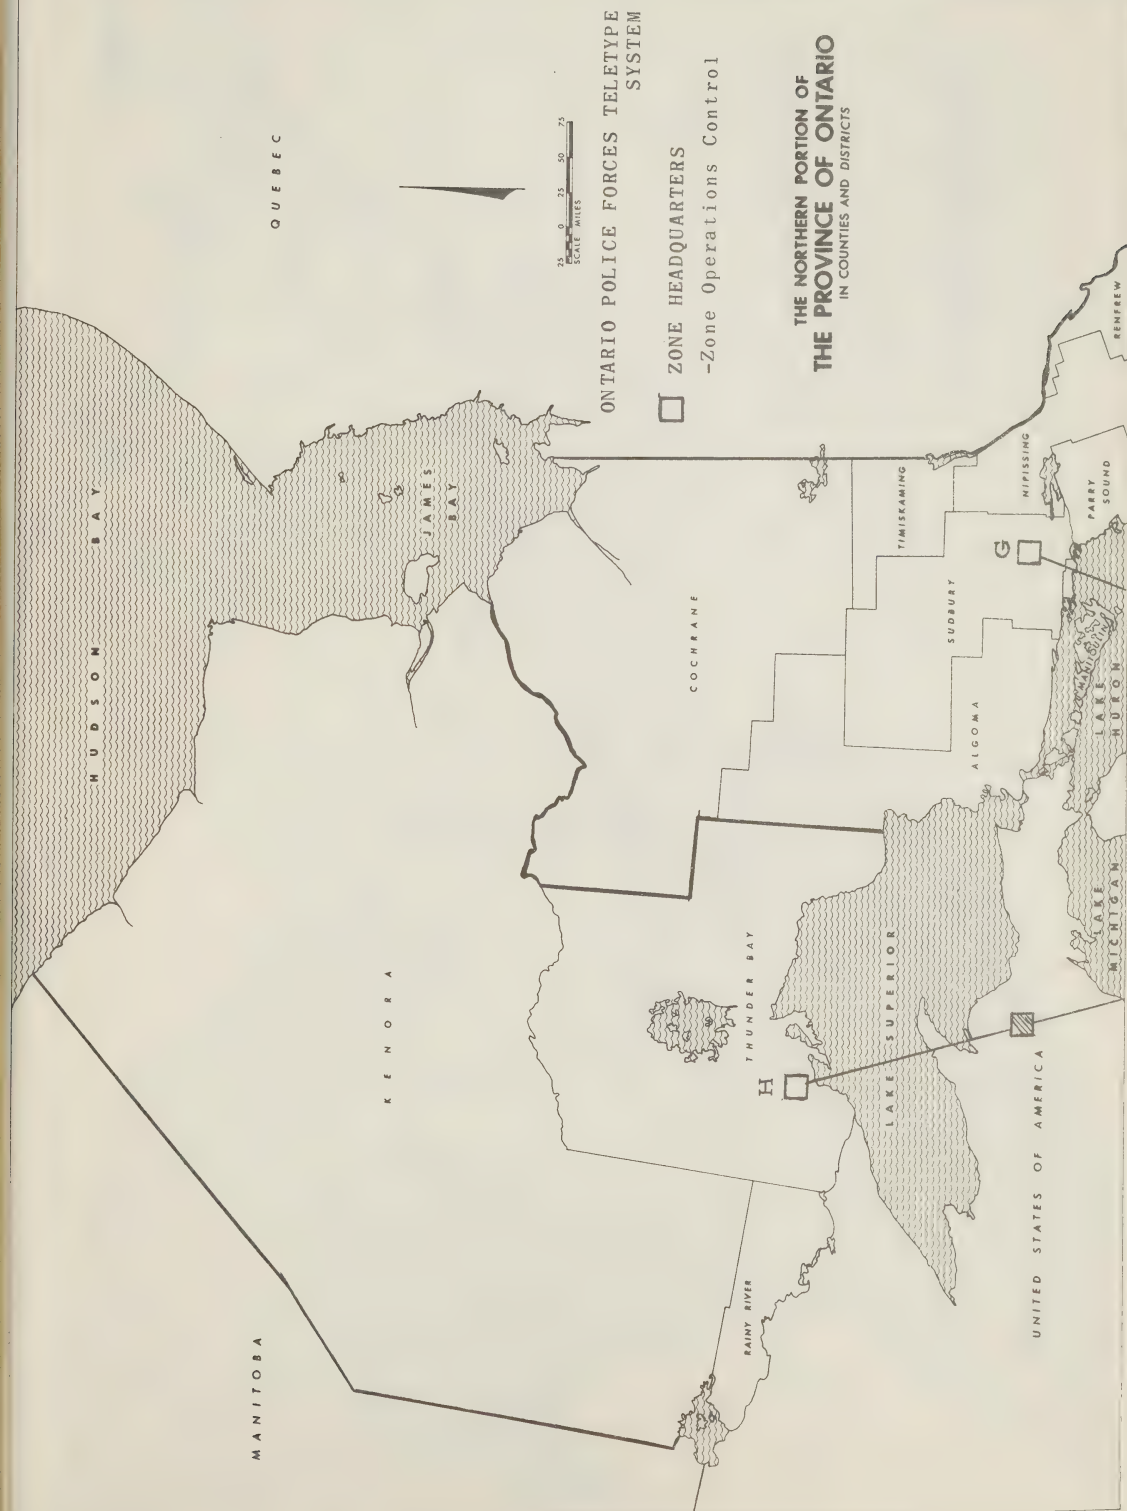 ONTARIO POLICE FORCES TELETYPE
SYSTEM
ZONE HEADQUARTERS
-Zone Operations Control
THE NORTHERN PORTION OF
THE PROVINCE OF ONTARIO
IN COUNTIES AND DISTRICTS
25 0 25 50 75
SCALE MILES
QUEBEC
HUDSON BAY
JAMES
BAY
MANITOBA
KENORA
COCHRANE
TIMISKAMING
SUDBURY
NIPISSING
PARRY
SOUND
RENFREW
G
ALGOMA
MANITOULIN
LAKE
HURON
LAKE
MICHIGAN
THUNDER BAY
H
LAKE SUPERIOR
RAINY RIVER
UNITED STATES OF AMERICA